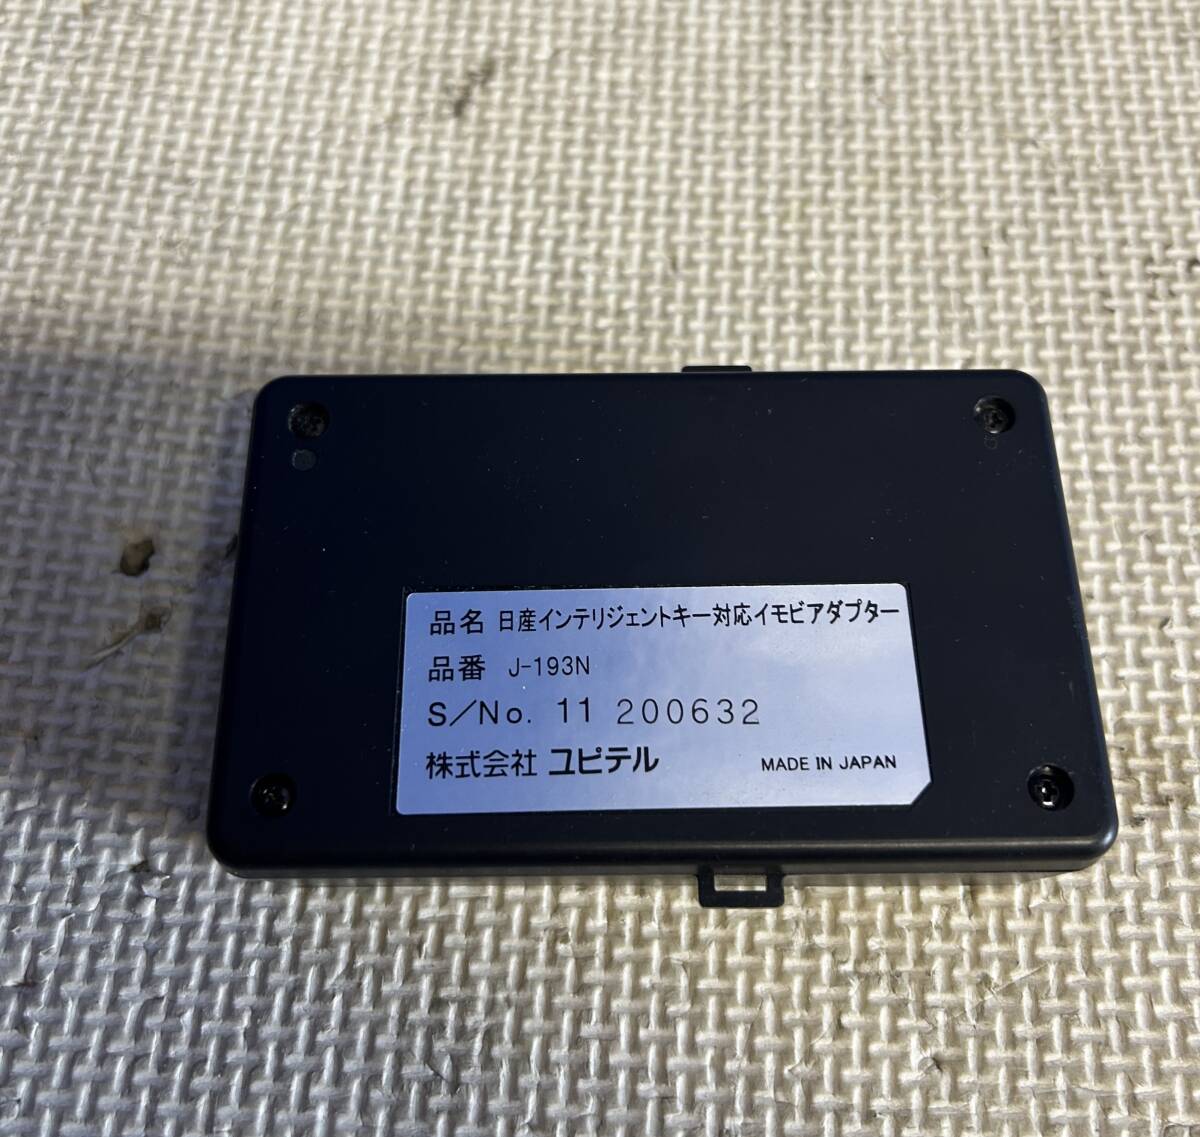 品名 日産インテリジェントキー対応イモビアダプター
品番 J-193N
S/No. 11 200632
株式会社 ユピテル MADE IN JAPAN